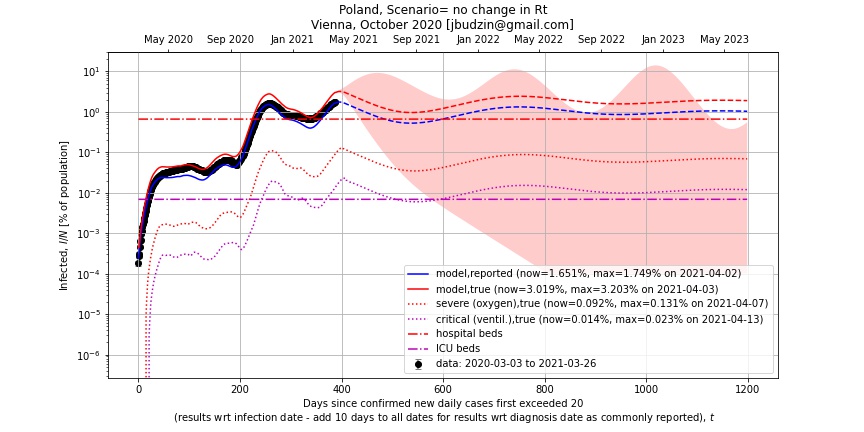 Poland, Scenario= no change in Rt
Vienna, October 2020 [jbudzin@gmail.com]
May 2020 Sep 2020 Jan 2021 May 2021 Sep 2021 Jan 2022 May 2022 Sep 2022 Jan 2023 May 2023
10^1
10^0
10^−1
10^−2
10^−3
10^−4
10^−5
10^−6
Infected, I/N [% of population]
model,reported (now=1.651%, max=1.749% on 2021-04-02)
model,true (now=3.019%, max=3.203% on 2021-04-03)
severe (oxygen),true (now=0.092%, max=0.131% on 2021-04-07)
critical (ventil.),true (now=0.014%, max=0.023% on 2021-04-13)
hospital beds
ICU beds
data: 2020-03-03 to 2021-03-26
0 200 400 600 800 1000 1200
Days since confirmed new daily cases first exceeded 20
(results wrt infection date - add 10 days to all dates for results wrt diagnosis date as commonly reported), t